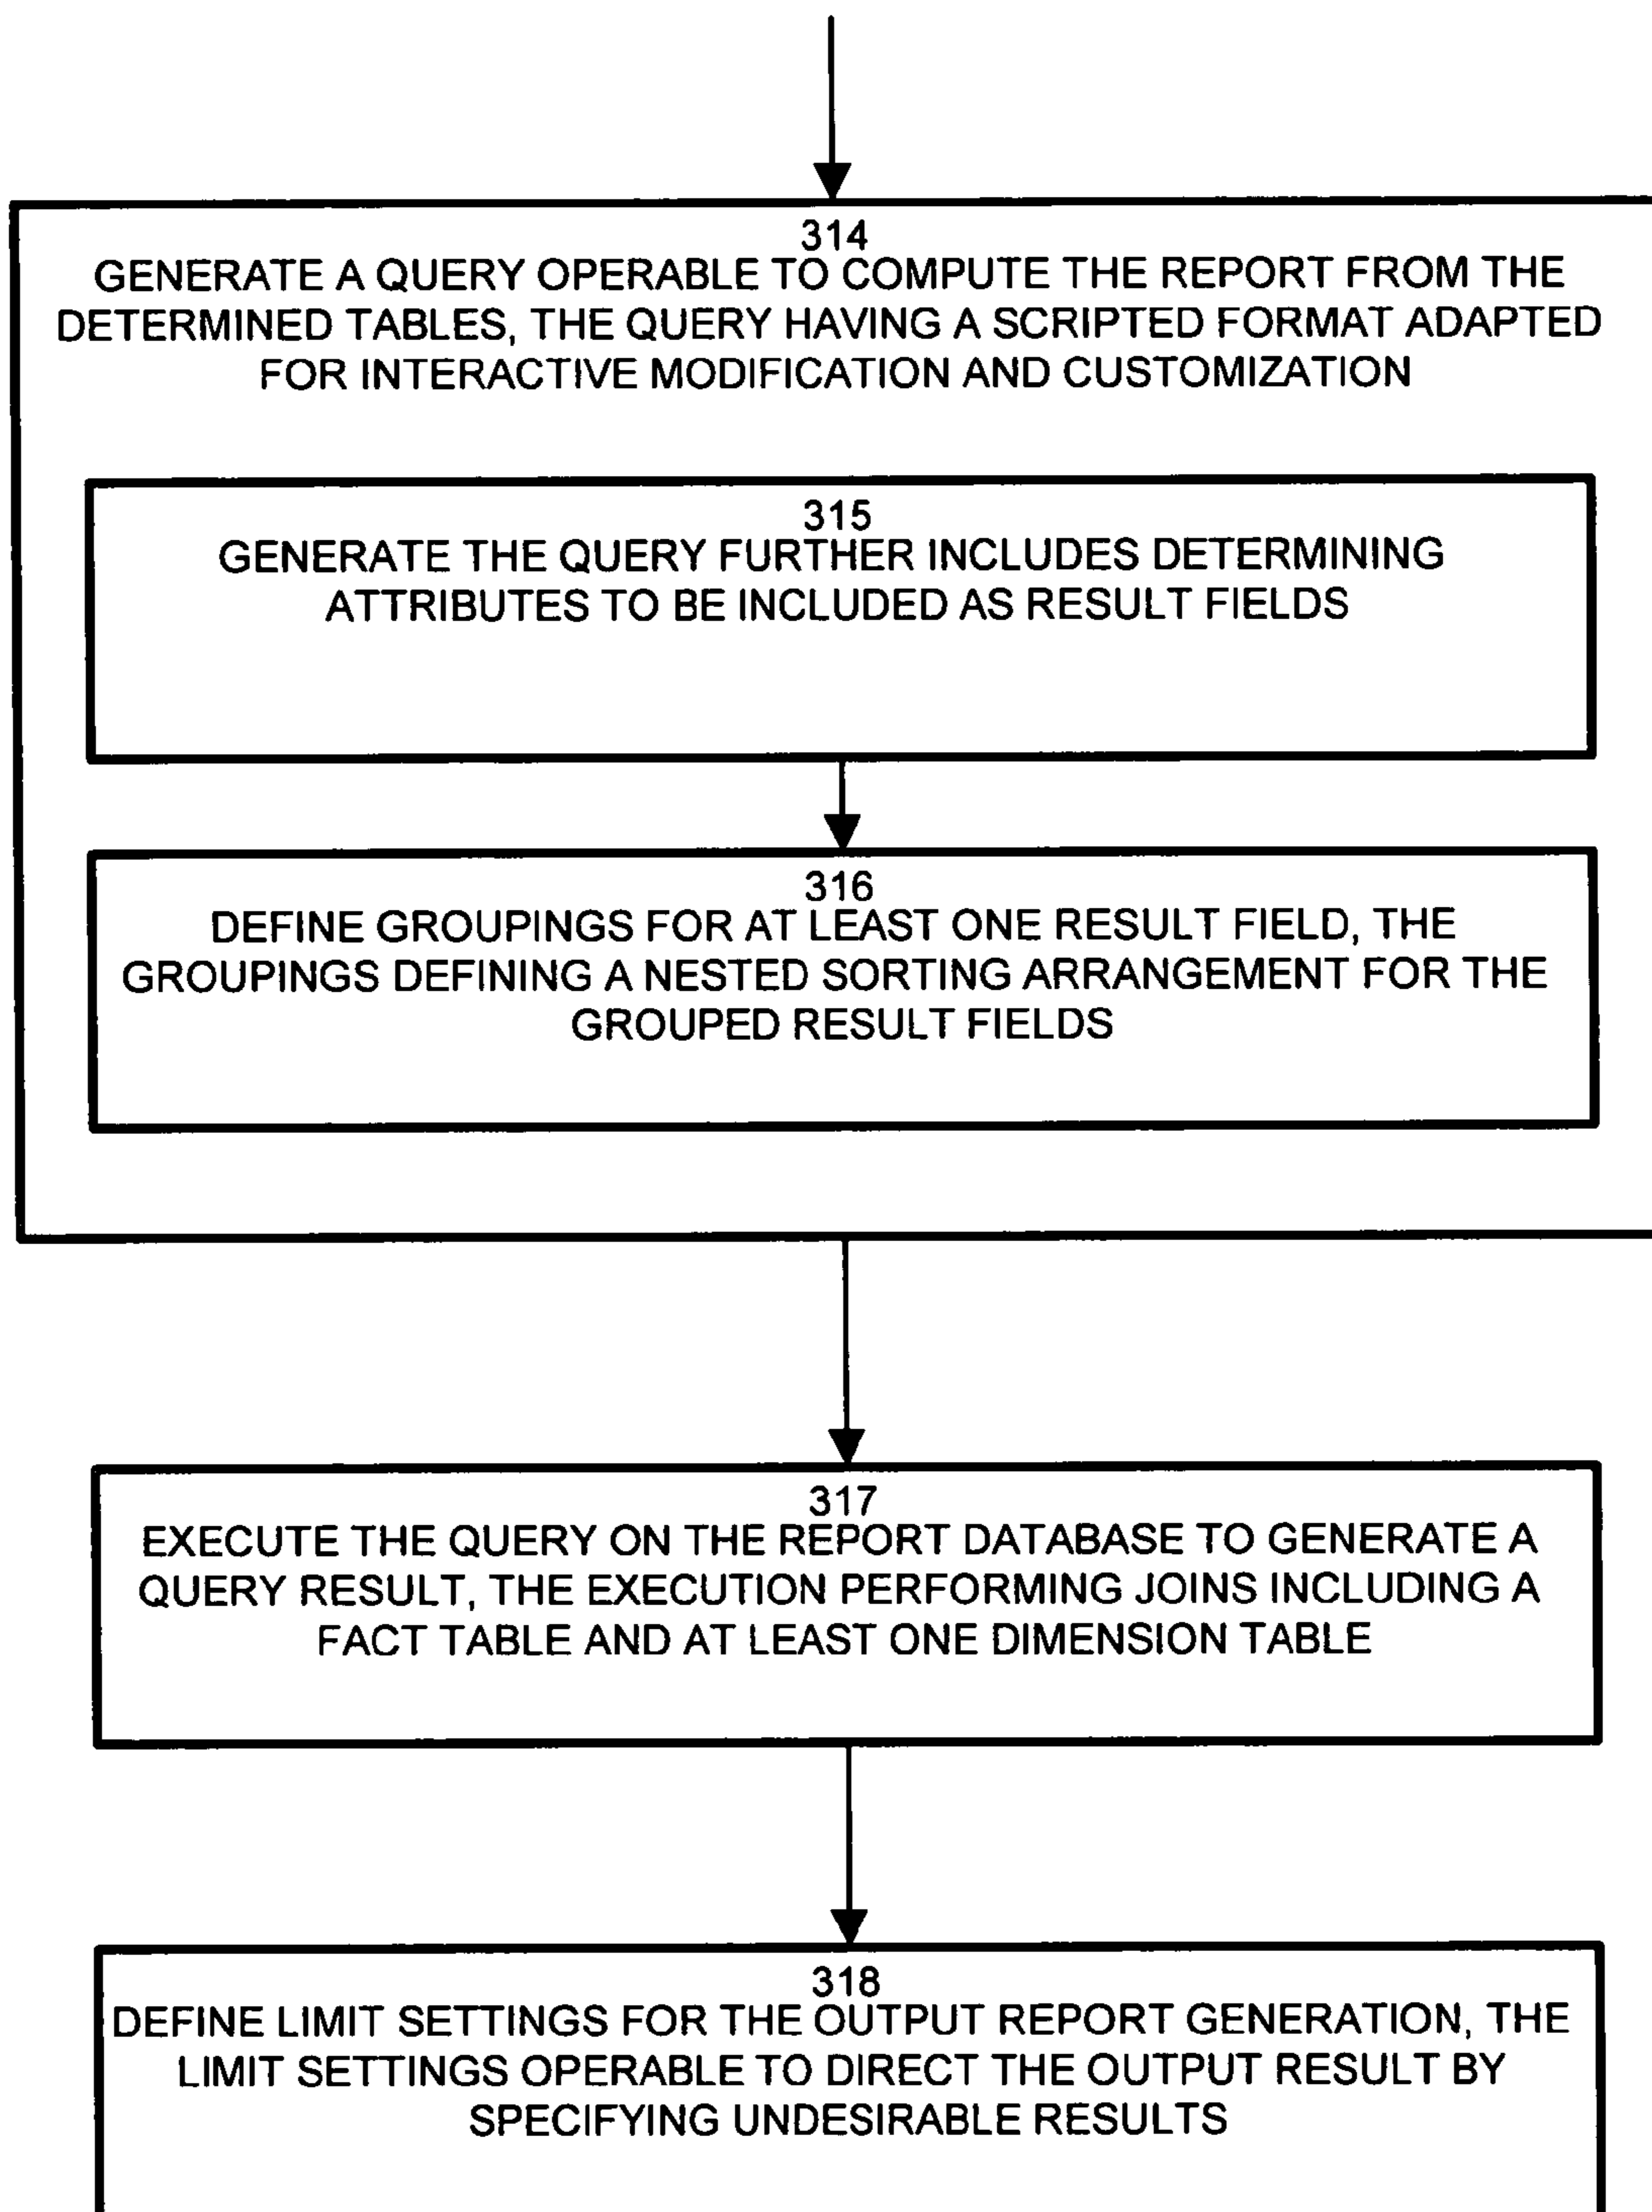 314
GENERATE A QUERY OPERABLE TO COMPUTE THE REPORT FROM THE
DETERMINED TABLES, THE QUERY HAVING A SCRIPTED FORMAT ADAPTED
FOR INTERACTIVE MODIFICATION AND CUSTOMIZATION
315
GENERATE THE QUERY FURTHER INCLUDES DETERMINING
ATTRIBUTES TO BE INCLUDED AS RESULT FIELDS
316
DEFINE GROUPINGS FOR AT LEAST ONE RESULT FIELD, THE
GROUPINGS DEFINING A NESTED SORTING ARRANGEMENT FOR THE
GROUPED RESULT FIELDS
317
EXECUTE THE QUERY ON THE REPORT DATABASE TO GENERATE A
QUERY RESULT, THE EXECUTION PERFORMING JOINS INCLUDING A
FACT TABLE AND AT LEAST ONE DIMENSION TABLE
318
DEFINE LIMIT SETTINGS FOR THE OUTPUT REPORT GENERATION, THE
LIMIT SETTINGS OPERABLE TO DIRECT THE OUTPUT RESULT BY
SPECIFYING UNDESIRABLE RESULTS